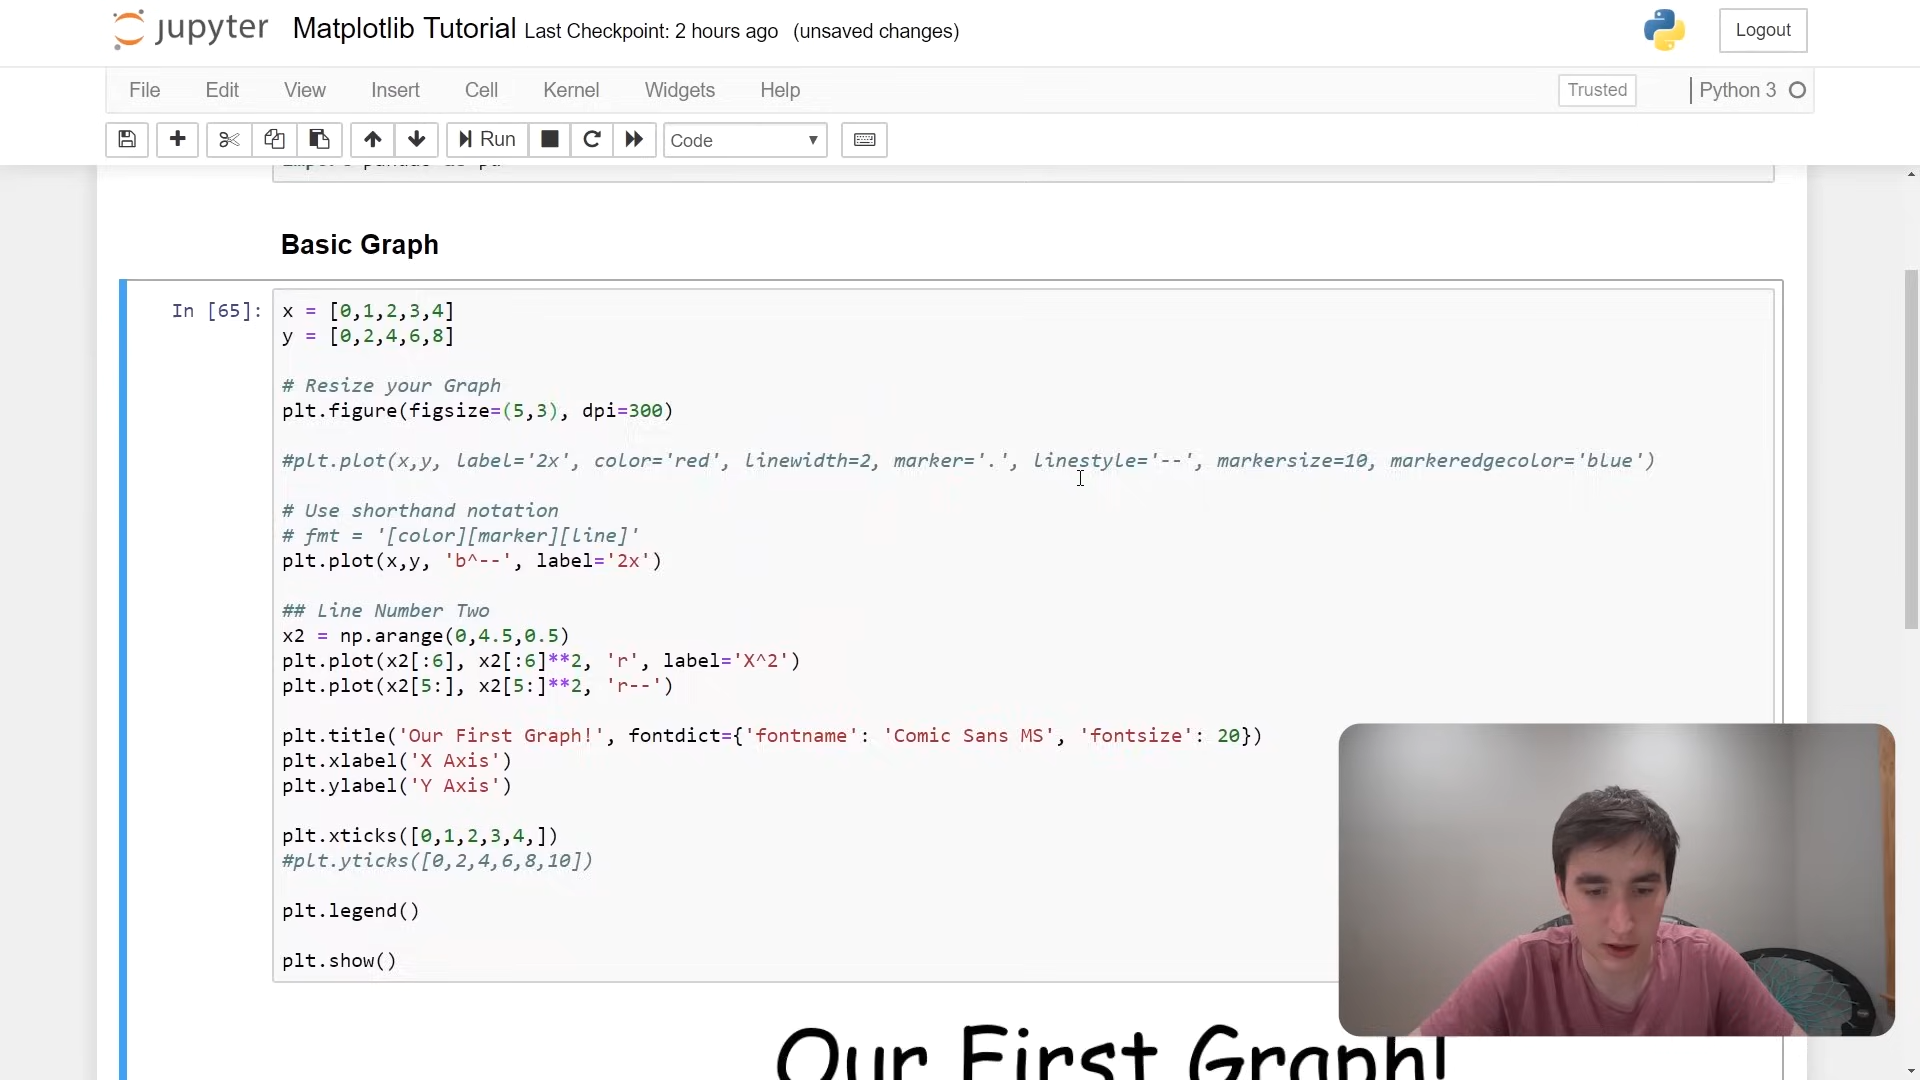 jupyter Matplotlib Tutorial Last Checkpoint: 2 hours ago (unsaved changes) Logout
File Edit View Insert Cell Kernel Widgets Help Trusted Python 3
Run Code
Basic Graph
In [65]: x = [0,1,2,3,4]
y = [0,2,4,6,8]
# Resize your Graph
plt.figure(figsize=(5,3), dpi=300)
#plt.plot(x,y, label='2x', color='red', linewidth=2, marker='.', linestyle='--', markersize=10, markeredgecolor='blue')
# Use shorthand notation
# fmt = '[color][marker][line]'
plt.plot(x,y, 'b^--', label='2x')
## Line Number Two
x2 = np.arange(0,4.5,0.5)
plt.plot(x2[:6], x2[:6]**2, 'r', label='X^2')
plt.plot(x2[5:], x2[5:]**2, 'r--')
plt.title('Our First Graph!', fontdict={'fontname': 'Comic Sans MS', 'fontsize': 20})
plt.xlabel('X Axis')
plt.ylabel('Y Axis')
plt.xticks([0,1,2,3,4,])
#plt.yticks([0,2,4,6,8,10])
plt.legend()
plt.show()
Our First Graph!